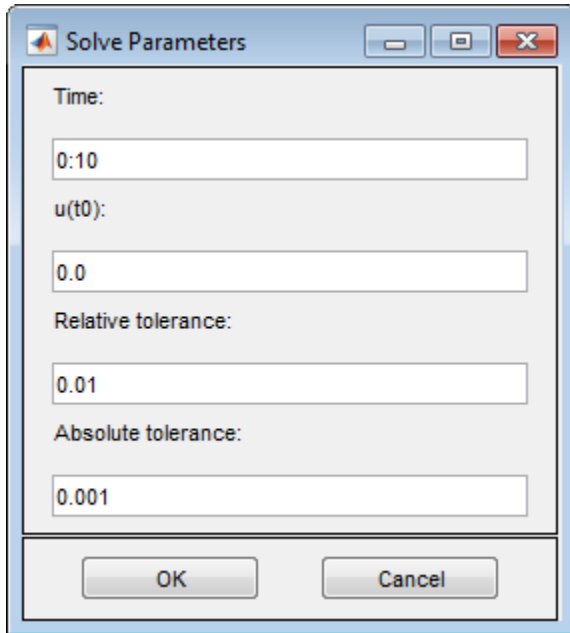 Solve Parameters
Time:
0:10
u(t0):
0.0
Relative tolerance:
0.01
Absolute tolerance:
0.001
OK Cancel